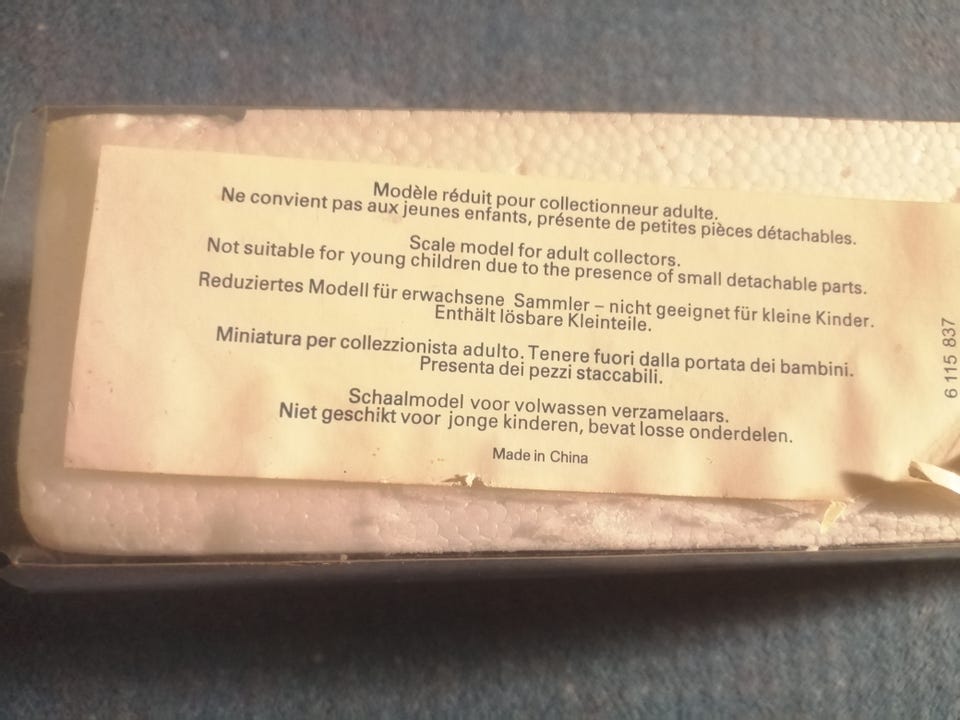 Modèle réduit pour collectionneur adulte.
Ne convient pas aux jeunes enfants, présente de petites pièces détachables.
Scale model for adult collectors.
Not suitable for young children due to the presence of small detachable parts.
Reduziertes Modell für erwachsene Sammler – nicht geeignet für kleine Kinder.
Enthält lösbare Kleinteile.
Miniatura per collezzionista adulto. Tenere fuori dalla portata dei bambini.
Presenta dei pezzi staccabili.
Schaalmodel voor volwassen verzamelaars.
Niet geschikt voor jonge kinderen, bevat losse onderdelen.
Made in China
6 115 837